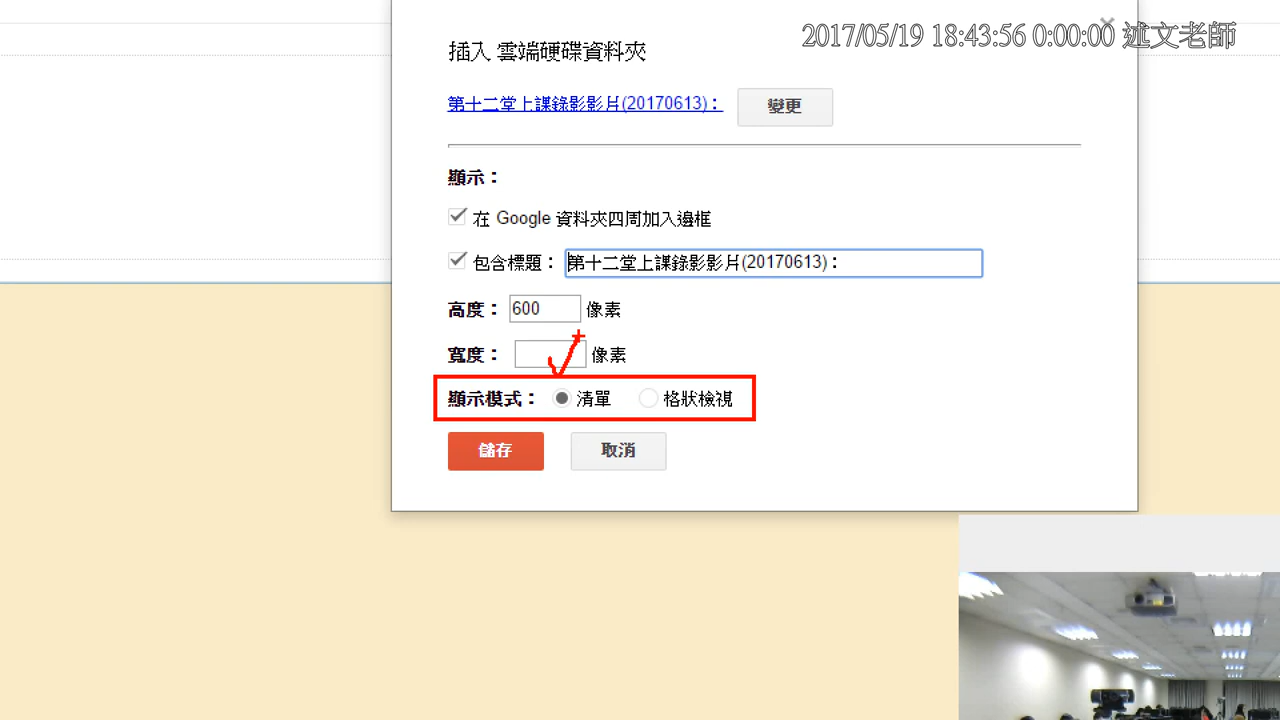 2017/05/19 18:43:56 0:00:00 述文老師
插入 雲端硬碟資料夾
第十二堂上課錄影影片(20170613)：
變更
顯示：
在 Google 資料夾四周加入邊框
包含標題： 第十二堂上課錄影影片(20170613)：
高度： 600 像素
寬度： 像素
顯示模式： 清單 格狀檢視
儲存 取消